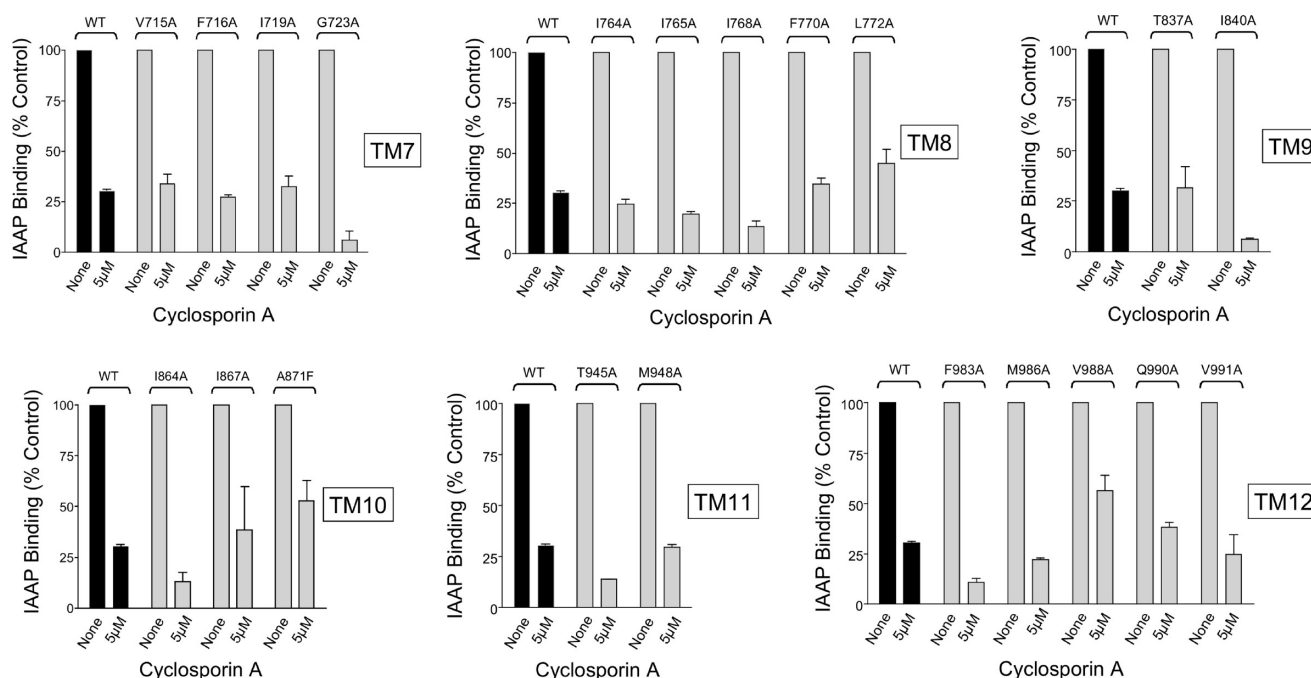 WT V715A F716A I719A G723A
IAAP Binding (% Control)
100
75
50
25
0
TM7
None 5µM None 5µM None 5µM None 5µM None 5µM
Cyclosporin A
WT I764A I765A I768A F770A L772A
IAAP Binding (% Control)
100
75
50
25
0
TM8
None 5µM None 5µM None 5µM None 5µM None 5µM None 5µM
Cyclosporin A
WT T837A I840A
IAAP Binding (% Control)
100
75
50
25
0
TM9
None 5µM None 5µM None 5µM
Cyclosporin A
WT I864A I867A A871F
IAAP Binding (% Control)
100
75
50
25
0
TM10
None 5µM None 5µM None 5µM None 5µM
Cyclosporin A
WT T945A M948A
IAAP Binding (% Control)
100
75
50
25
0
TM11
None 5µM None 5µM None 5µM
Cyclosporin A
WT F983A M986A V988A Q990A V991A
IAAP Binding (% Control)
100
75
50
25
0
TM12
None 5µM None 5µM None 5µM None 5µM None 5µM None 5µM
Cyclosporin A